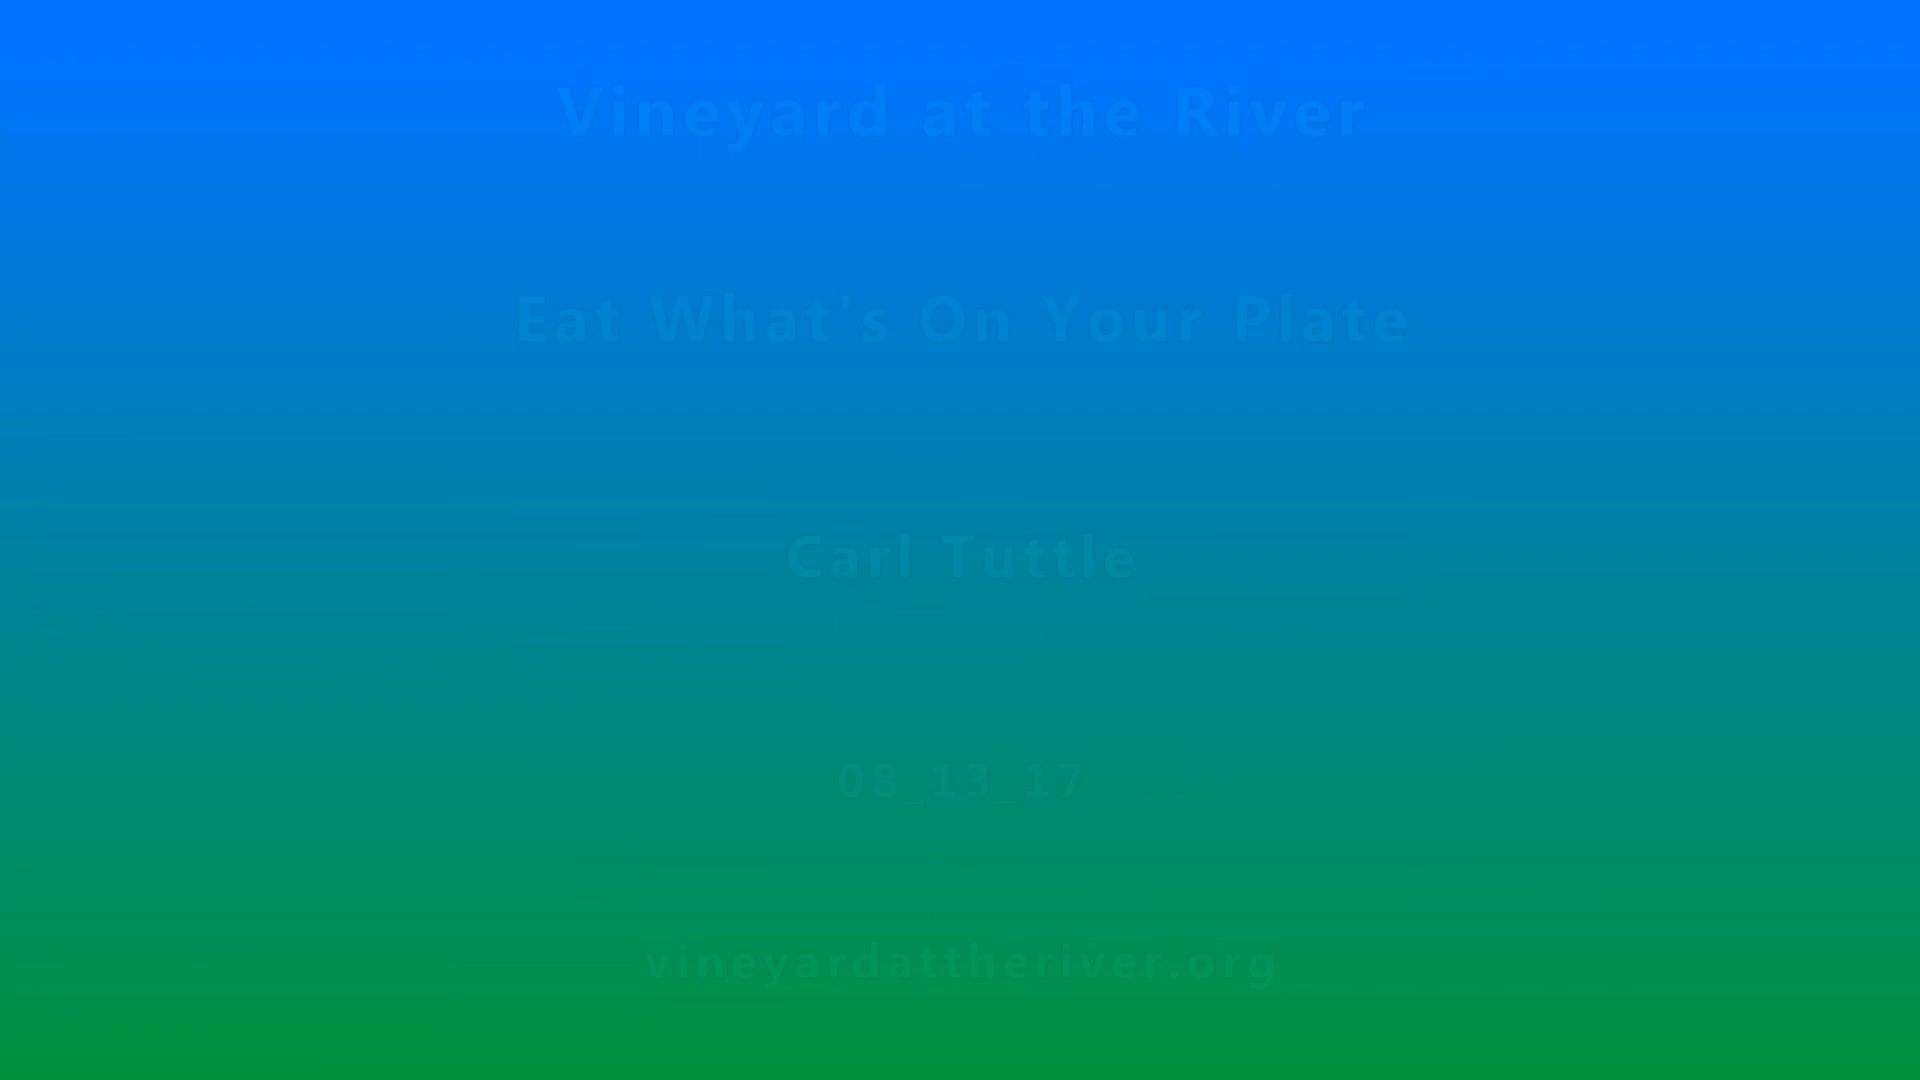 Vineyard at the River
Eat What's On Your Plate
Carl Tuttle
08_13_17
vineyardattheriver.org